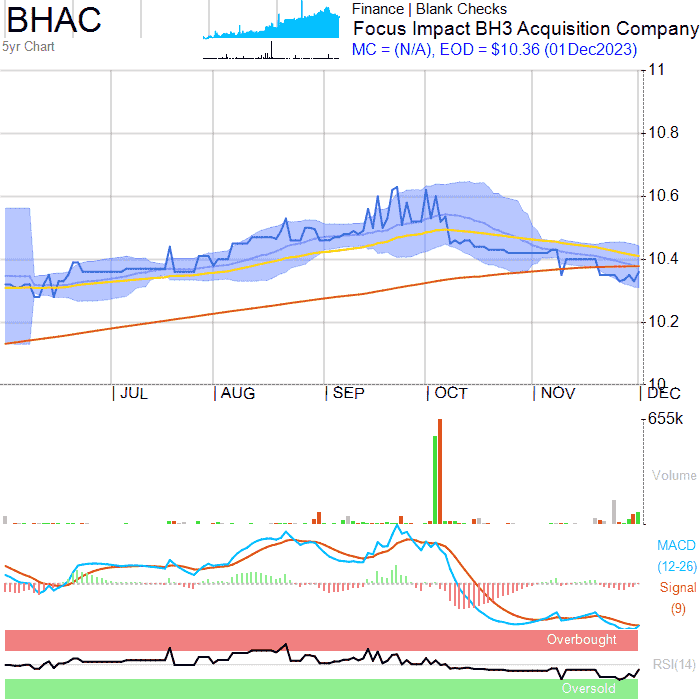 BHAC
5yr Chart
Finance | Blank Checks
Focus Impact BH3 Acquisition Company
MC = (N/A), EOD = $10.36 (01Dec2023)
11
10.8
10.6
10.4
10.2
10
JUL AUG SEP OCT NOV DEC
655k
Volume
MACD
(12-26)
Signal
(9)
Overbought
RSI(14)
Oversold